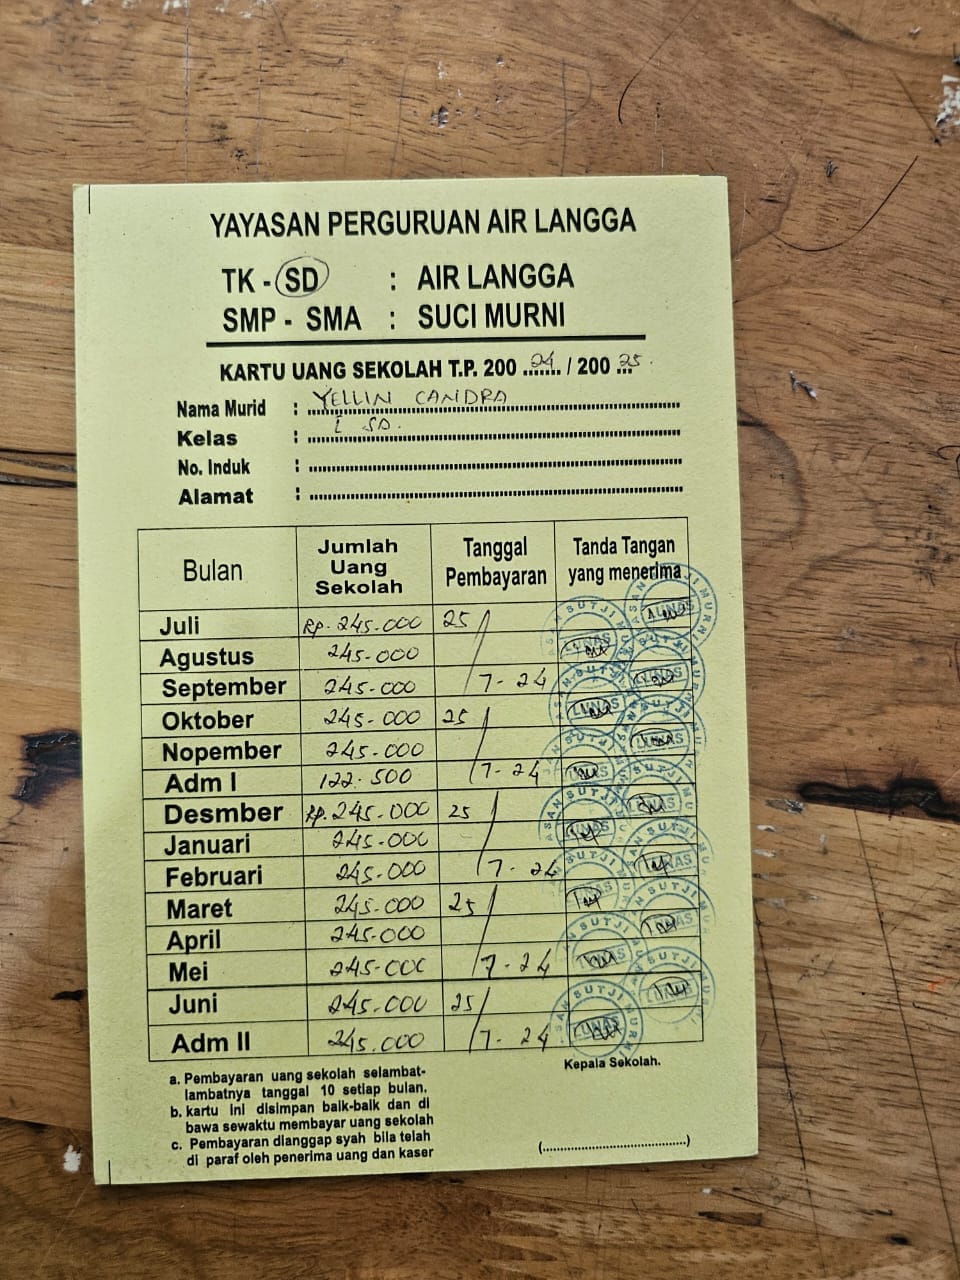 YAYASAN PERGURUAN AIR LANGGA
TK - SD : AIR LANGGA
SMP - SMA : SUCI MURNI
KARTU UANG SEKOLAH T.P. 200 24 / 200 25
Nama Murid : YELLIN CANDRA
Kelas : I SD.
No. Induk :
Alamat :
Bulan Jumlah Uang Sekolah Tanggal Pembayaran Tanda Tangan yang menerima
Juli Rp. 245.000 25 /
Agustus 245-000
September 245-000 7-24
Oktober 245-000 25 /
Nopember 245-000
Adm I 122.500 7-24
Desmber Rp. 245.000 25 /
Januari 245-000
Februari 245-000 7-24
Maret 245-000 25 /
April 245-000
Mei 245-000 7-24
Juni 245-000 25 /
Adm II 245.000 7-24
LUNAS
a. Pembayaran uang sekolah selambat-
lambatnya tanggal 10 setiap bulan.
b. kartu ini disimpan baik-baik dan di
bawa sewaktu membayar uang sekolah
c. Pembayaran dianggap syah bila telah
di paraf oleh penerima uang dan kaser
Kepala Sekolah.
(....................................)